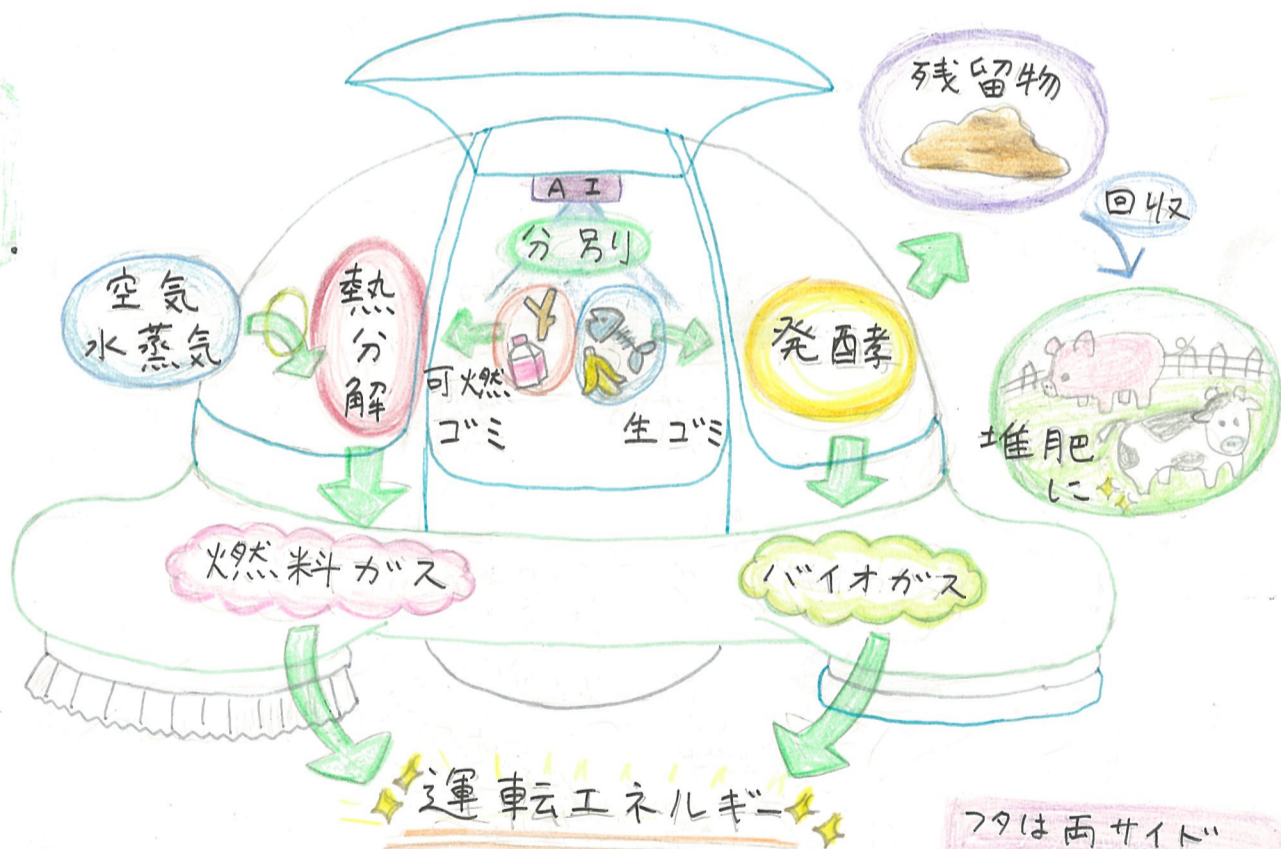 残留物
回収
AI
分別
空気
水蒸気
熱
分
解
可燃
ゴミ
生ゴミ
発酵
堆肥
に
燃料ガス
バイオガス
運転エネルギー
フタは両サイド